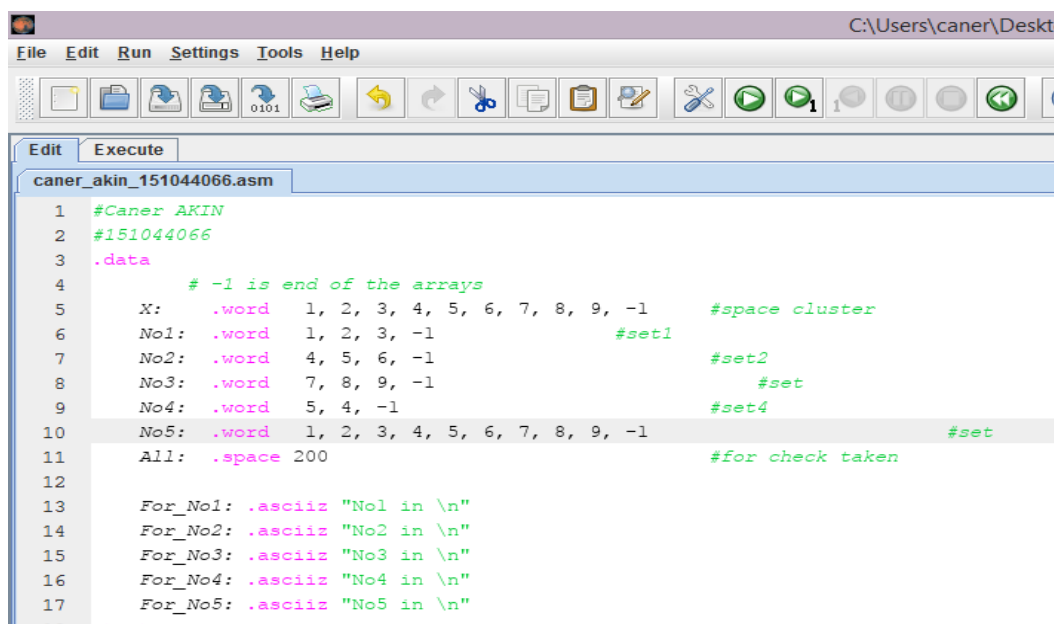 C:\Users\caner\Deskt
File Edit Run Settings Tools Help
0101
1
1
Edit Execute
caner_akin_151044066.asm
1 #Caner AKIN
2 #151044066
3 .data
4 # -1 is end of the arrays
5 X: .word 1, 2, 3, 4, 5, 6, 7, 8, 9, -1 #space cluster
6 No1: .word 1, 2, 3, -1 #set1
7 No2: .word 4, 5, 6, -1 #set2
8 No3: .word 7, 8, 9, -1 #set
9 No4: .word 5, 4, -1 #set4
10 No5: .word 1, 2, 3, 4, 5, 6, 7, 8, 9, -1 #set
11 All: .space 200 #for check taken
12
13 For_No1: .asciiz "No1 in \n"
14 For_No2: .asciiz "No2 in \n"
15 For_No3: .asciiz "No3 in \n"
16 For_No4: .asciiz "No4 in \n"
17 For_No5: .asciiz "No5 in \n"